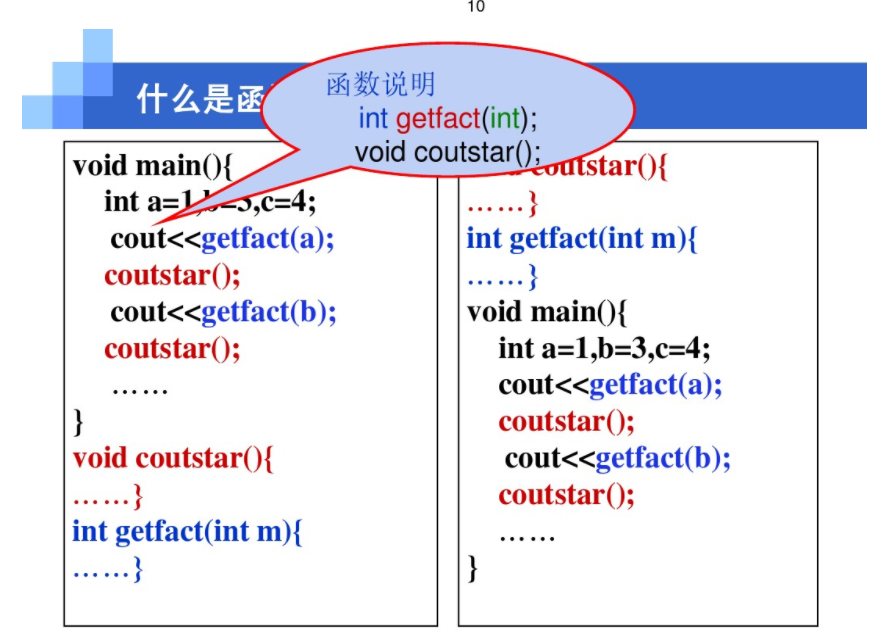 10
什么是函
函数说明
int getfact(int);
void coutstar();
void main(){
int a=1,b=3,c=4;
cout<<getfact(a);
coutstar();
cout<<getfact(b);
coutstar();
……
}
void coutstar(){
……}
int getfact(int m){
……}
coutstar(){
……}
int getfact(int m){
……}
void main(){
int a=1,b=3,c=4;
cout<<getfact(a);
coutstar();
cout<<getfact(b);
coutstar();
……
}